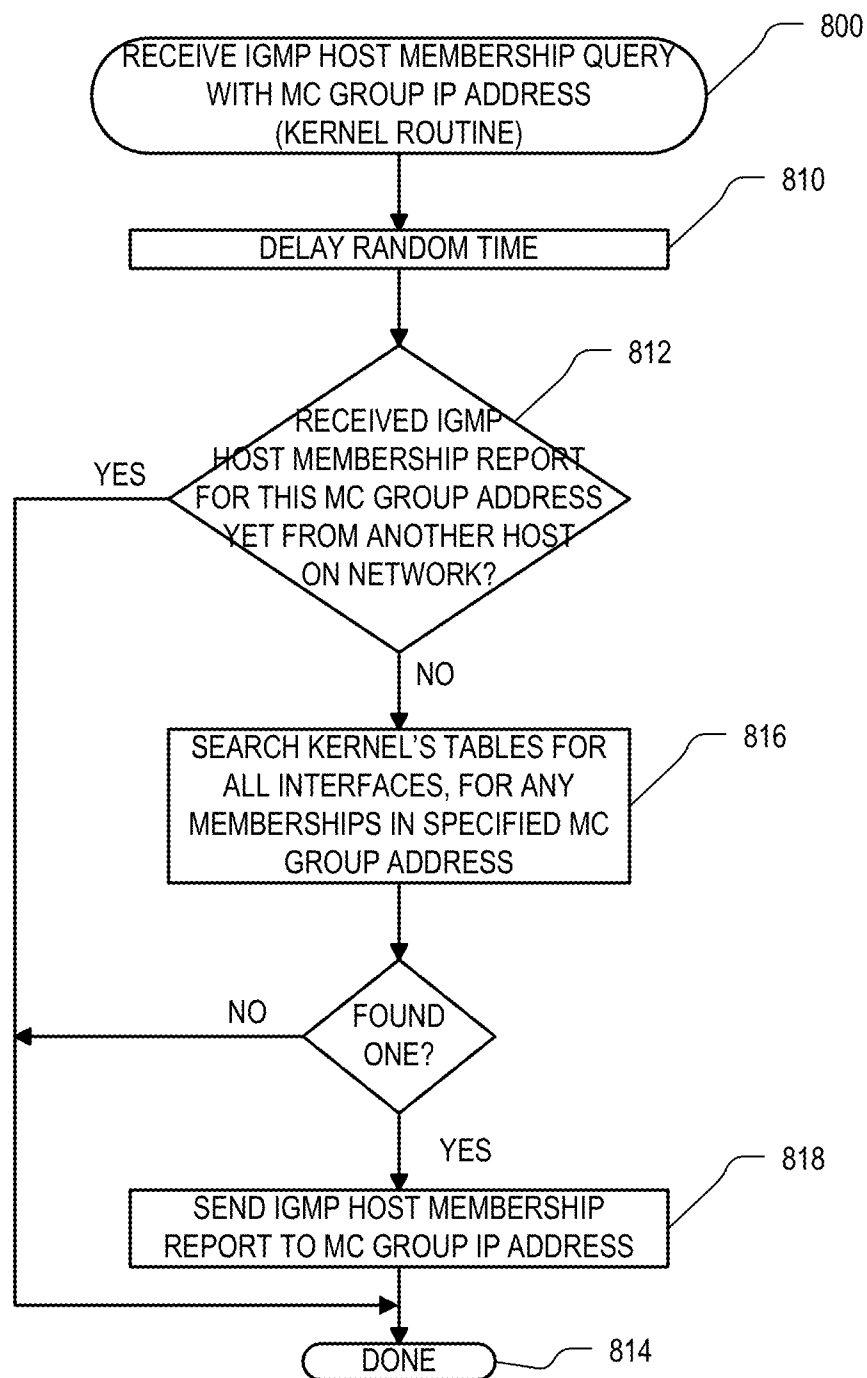 800
RECEIVE IGMP HOST MEMBERSHIP QUERY
WITH MC GROUP IP ADDRESS
(KERNEL ROUTINE)
810
DELAY RANDOM TIME
812
RECEIVED IGMP
HOST MEMBERSHIP REPORT
FOR THIS MC GROUP ADDRESS
YET FROM ANOTHER HOST
ON NETWORK?
YES
NO
816
SEARCH KERNEL'S TABLES FOR
ALL INTERFACES, FOR ANY
MEMBERSHIPS IN SPECIFIED MC
GROUP ADDRESS
NO
FOUND
ONE?
YES
818
SEND IGMP HOST MEMBERSHIP
REPORT TO MC GROUP IP ADDRESS
DONE
814